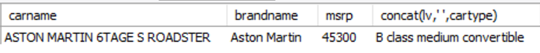 carname brandname msrp concat(lv,' ',cartype)
ASTON MARTIN 6TAGE S ROADSTER Aston Martin 45300 B class medium convertible